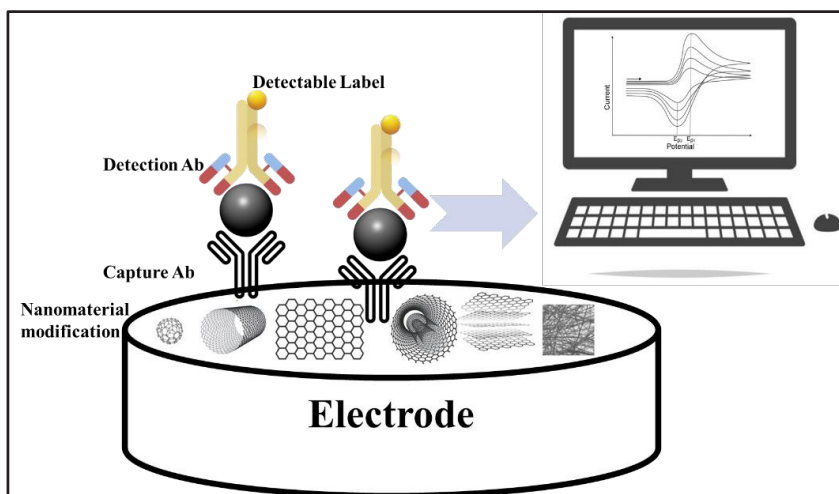 Detectable Label
Detection Ab
Capture Ab
Nanomaterial
modification
Electrode
Current
Potential